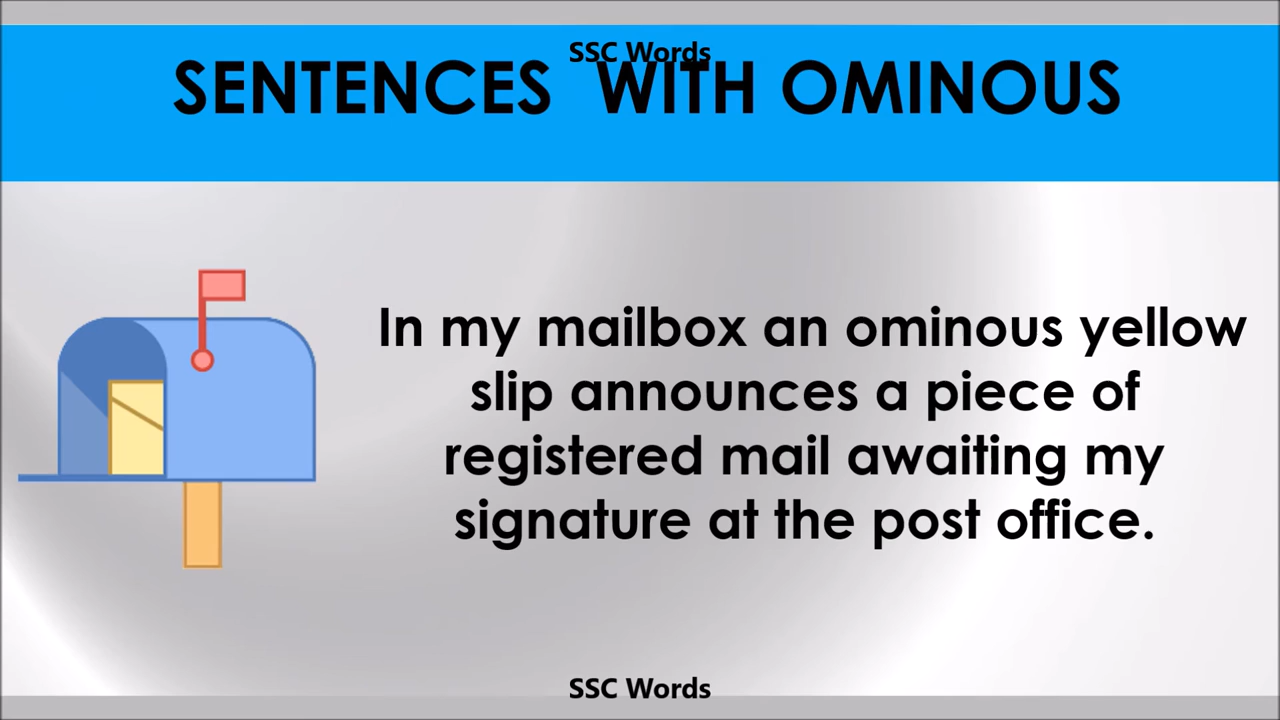 SSC Words
SENTENCES WITH OMINOUS
In my mailbox an ominous yellow
slip announces a piece of
registered mail awaiting my
signature at the post office.
SSC Words